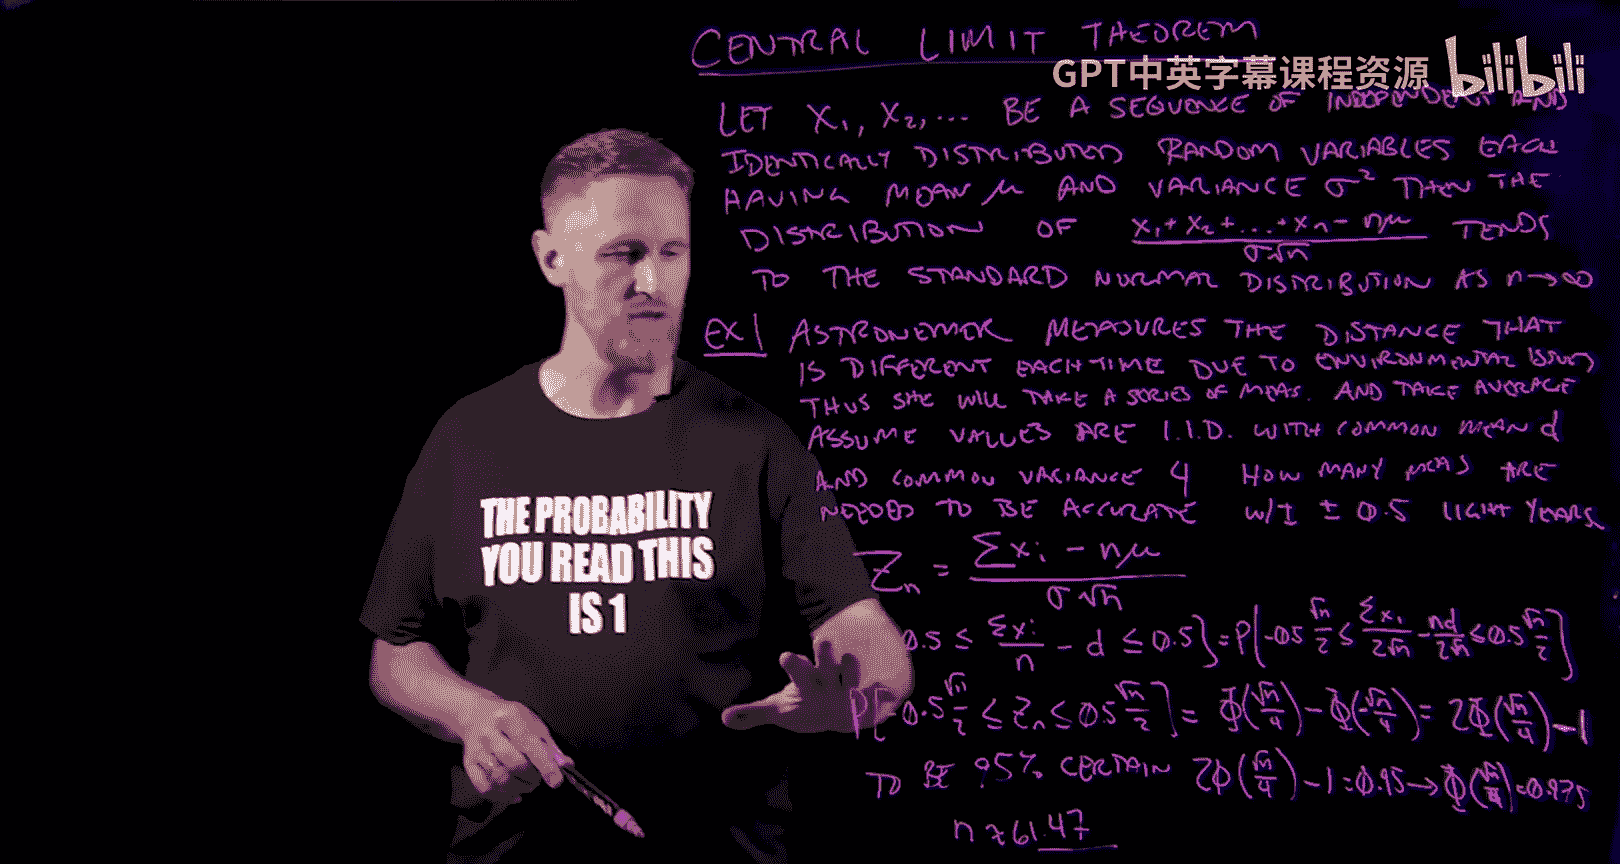 CENTRAL LIMIT THEOREM
GPT中英字幕课程资源 bilibili
LET X₁, X₂, ... BE A SEQUENCE OF INDEPENDENT AND
IDENTICALLY DISTRIBUTED RANDOM VARIABLES EACH
HAVING MEAN μ AND VARIANCE σ² THEN THE
DISTRIBUTION OF (X₁ + X₂ + ... + Xₙ - nμ) / (σ√n) TENDS
TO THE STANDARD NORMAL DISTRIBUTION AS n→∞
EX1 ASTRONEMER MEASURES THE DISTANCE THAT
IS DIFFERENT EACH TIME DUE TO ENVIRONMENTAL ISSUES
THUS SHE WILL TAKE A SERIES OF MEAS. AND TAKE AVERAGE
ASSUME VALUES ARE I.I.D. WITH COMMON MEAN d
AND COMMON VARIANCE 4 HOW MANY MEAS ARE
NEEDED TO BE ACCURATE W/I ± 0.5 LIGHT YEARS
Zₙ = (Σxᵢ - nμ) / (σ√n)
0.5 ≤ Σxᵢ/n - d ≤ 0.5} = P{-0.5 √n/2 ≤ Σxᵢ/2√n - nd/2√n ≤ 0.5 √n/2}
P{-0.5 √n/2 ≤ Zₙ ≤ 0.5 √n/2} = Φ(√n/4) - Φ(-√n/4) = 2Φ(√n/4) - 1
TO BE 95% CERTAIN 2Φ(√n/4) - 1 = 0.95 → Φ(√n/4) = 0.975
n ≥ 61.47
THE PROBABILITY
YOU READ THIS
IS 1